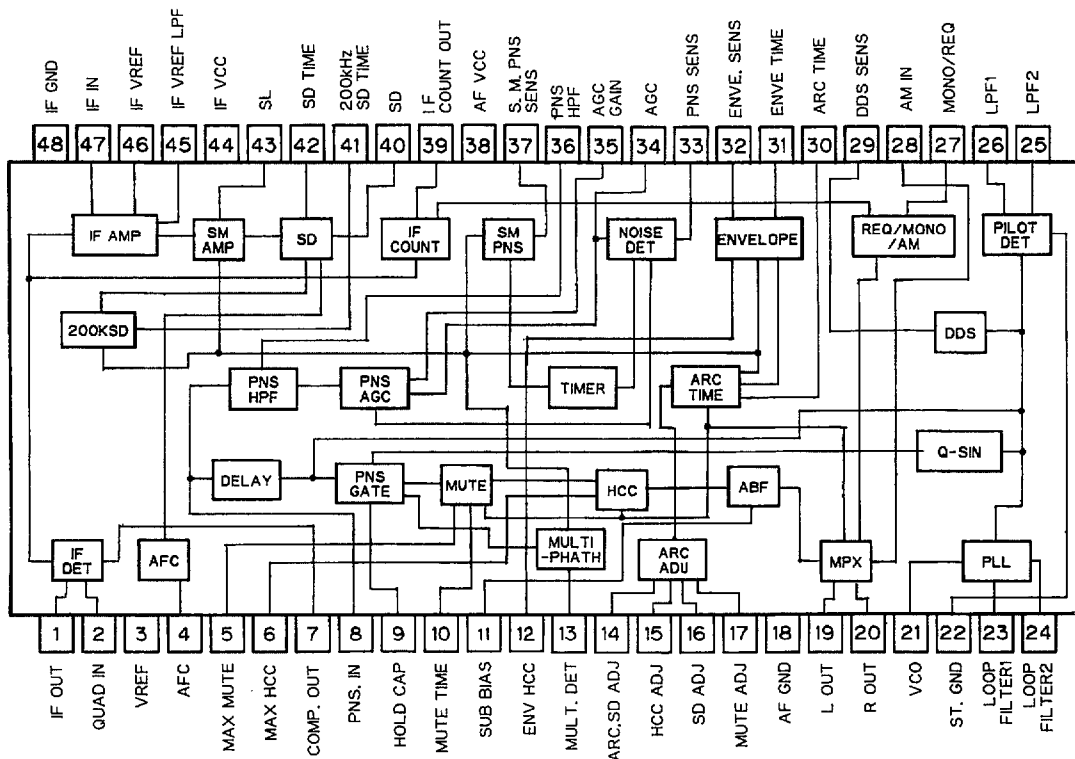 IF GND
IF IN
IF VREF
IF VREF LPF
IF VCC
SL
SD TIME
200kHz
SD TIME
SD
IF
COUNT OUT
AF VCC
S. M. PNS
SENS
PNS
HPF
AGC
GAIN
AGC
PNS SENS
ENVE. SENS
ENVE TIME
ARC TIME
DDS SENS
AM IN
MONO/REQ
LPF1
LPF2
48
47
46
45
44
43
42
41
40
39
38
37
36
35
34
33
32
31
30
29
28
27
26
25
IF AMP
SM
AMP
SD
IF
COUNT
SM
PNS
NOISE
DET
ENVELOPE
REQ/MONO
/AM
PILOT
DET
200KSD
DDS
PNS
HPF
PNS
AGC
TIMER
ARC
TIME
DELAY
PNS
GATE
MUTE
HCC
ABF
Q-SIN
IF
DET
AFC
MULTI
-PHATH
ARC
ADJ
MPX
PLL
1
2
3
4
5
6
7
8
9
10
11
12
13
14
15
16
17
18
19
20
21
22
23
24
IF OUT
QUAD IN
VREF
AFC
MAX MUTE
MAX HCC
COMP. OUT
PNS. IN
HOLD CAP
MUTE TIME
SUB BIAS
ENV HCC
MULT. DET
ARC.SD ADJ
HCC ADJ
SD ADJ
MUTE ADJ
AF GND
L OUT
R OUT
VCO
ST. GND
LOOP
FILTER1
LOOP
FILTER2